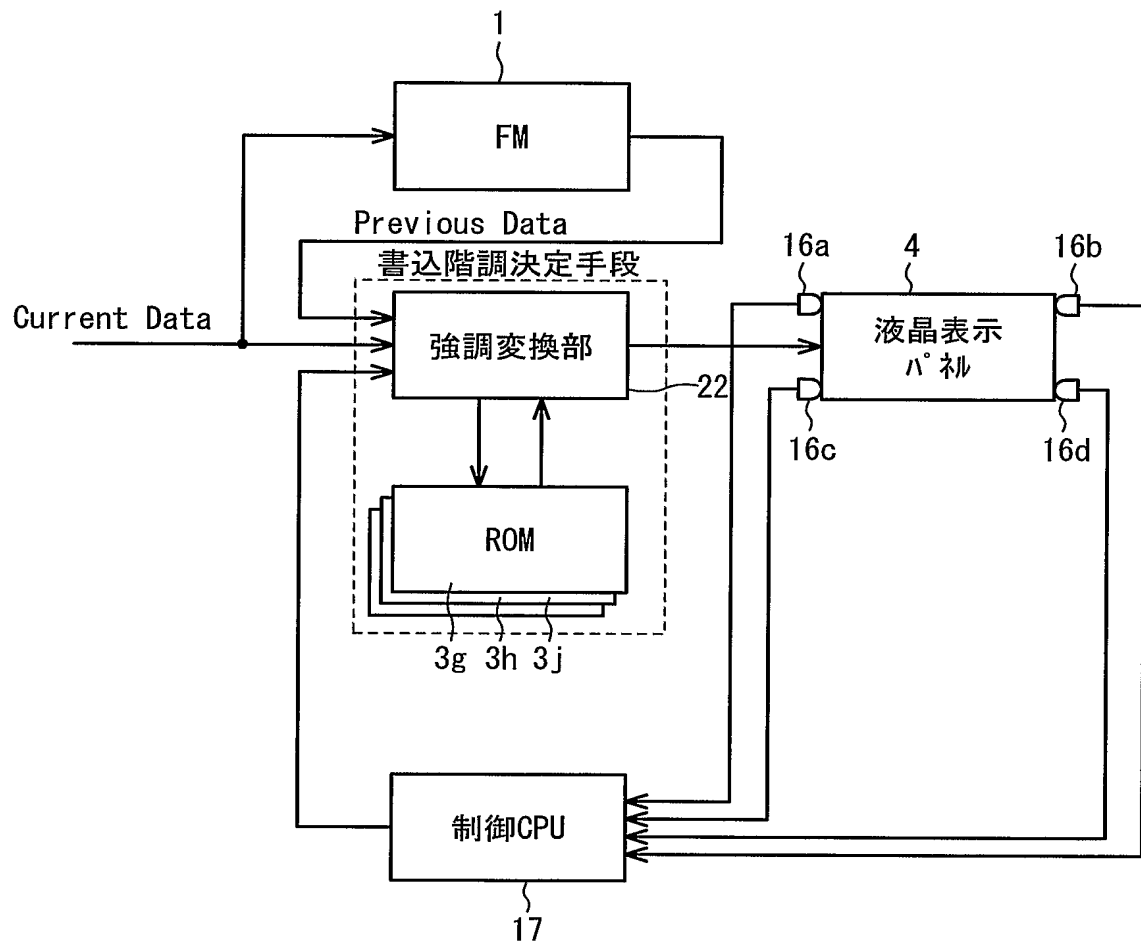 1
FM
Previous Data
書込階調決定手段
16a
4
16b
Current Data
強調変換部
液晶表示
パネル
22
16c
16d
ROM
3g 3h 3j
制御CPU
17